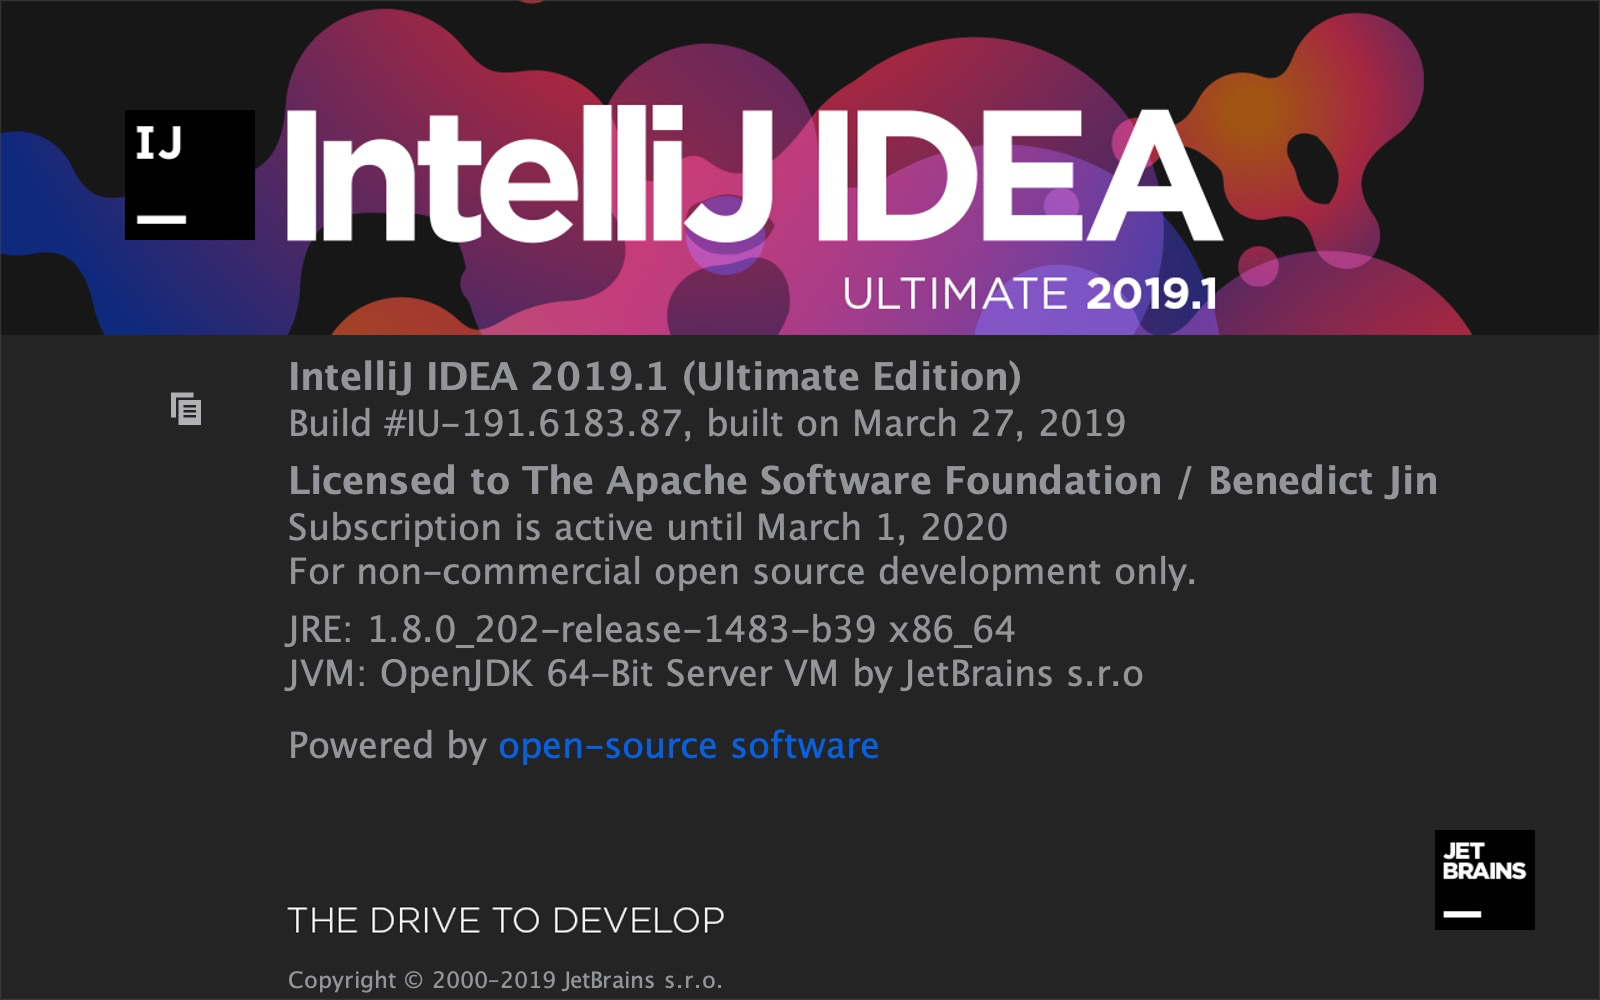 IJ
IntelliJ IDEA
ULTIMATE 2019.1
IntelliJ IDEA 2019.1 (Ultimate Edition)
Build #IU-191.6183.87, built on March 27, 2019
Licensed to The Apache Software Foundation / Benedict Jin
Subscription is active until March 1, 2020
For non-commercial open source development only.
JRE: 1.8.0_202-release-1483-b39 x86_64
JVM: OpenJDK 64-Bit Server VM by JetBrains s.r.o
Powered by open-source software
JET
BRAINS
THE DRIVE TO DEVELOP
Copyright © 2000-2019 JetBrains s.r.o.